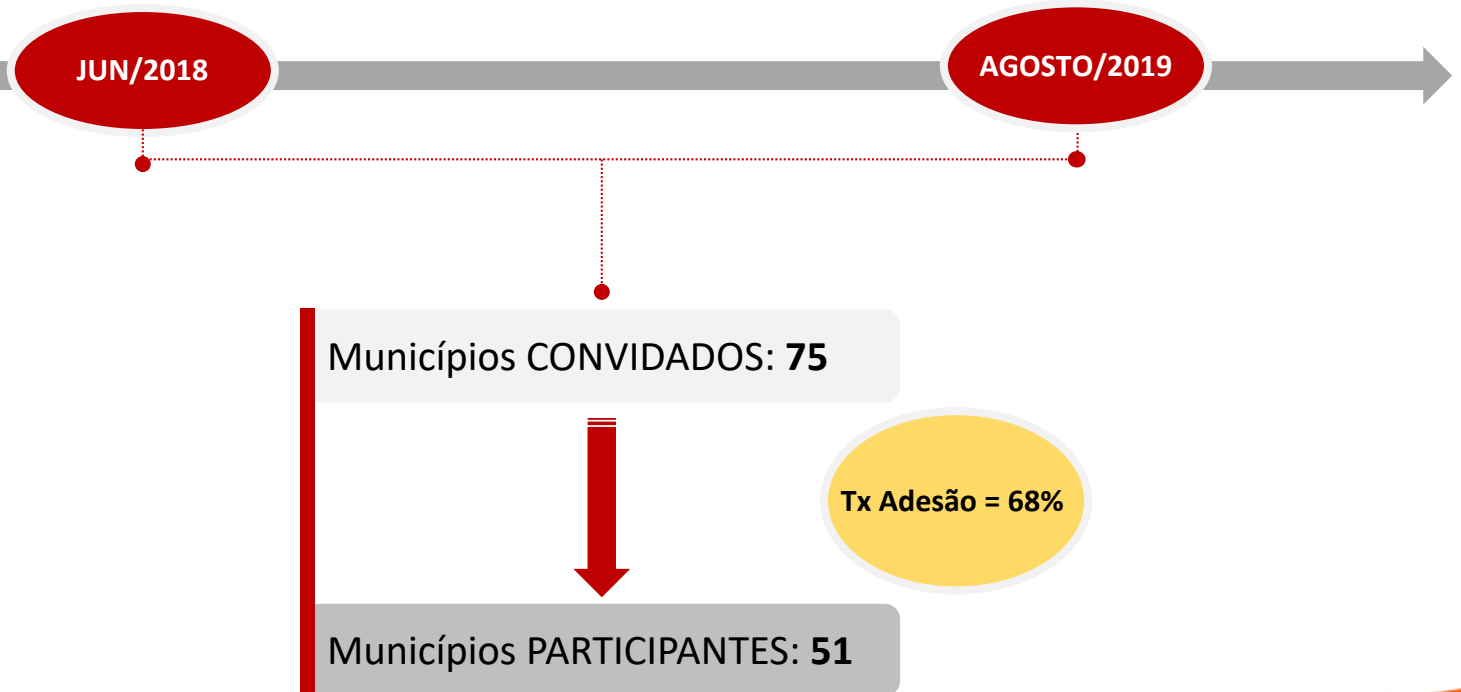 JUN/2018
AGOSTO/2019
Municípios CONVIDADOS: 75
Tx Adesão = 68%
Municípios PARTICIPANTES: 51